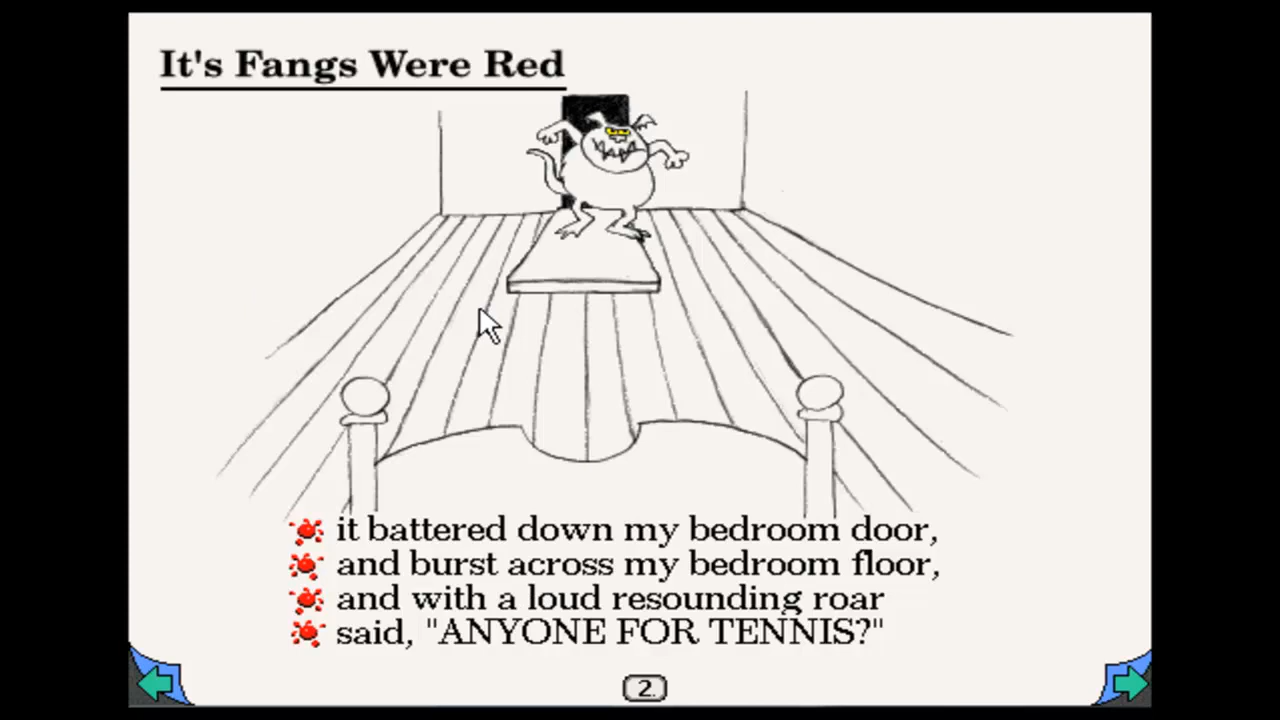 It's Fangs Were Red
it battered down my bedroom door,
and burst across my bedroom floor,
and with a loud resounding roar
said, "ANYONE FOR TENNIS?"
2.